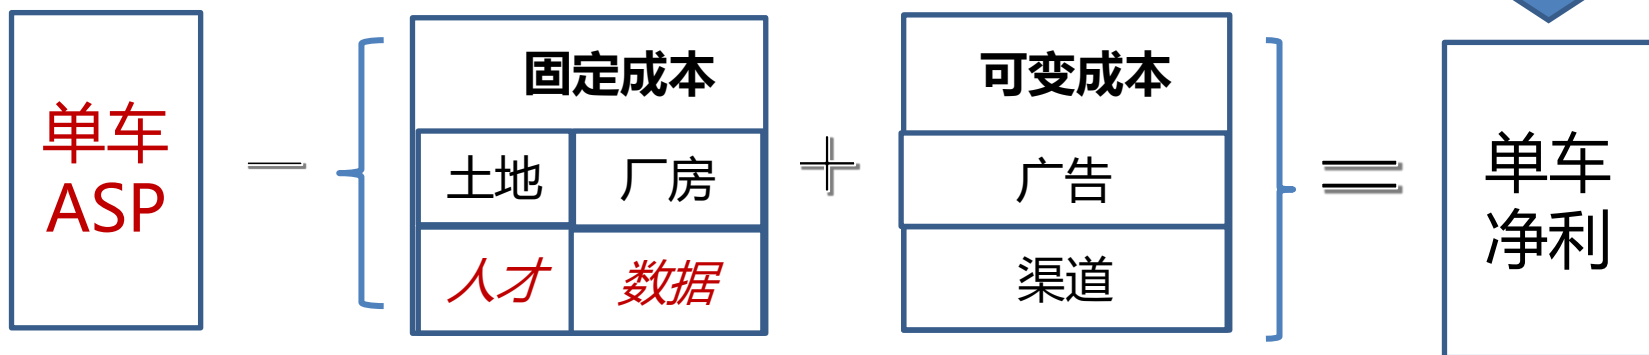 单车
ASP
—
固定成本
土地 厂房
人才 数据
+
可变成本
广告
渠道
=
单车
净利